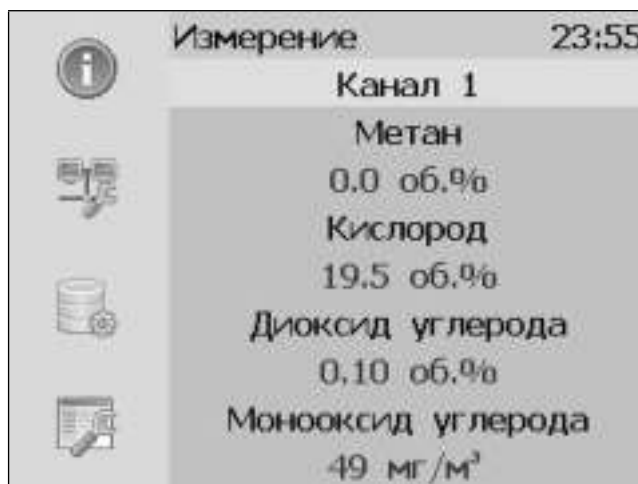 Измерение 23:55
Канал 1
Метан
0.0 об.%
Кислород
19.5 об.%
Диоксид углерода
0.10 об.%
Монооксид углерода
49 мг/м³